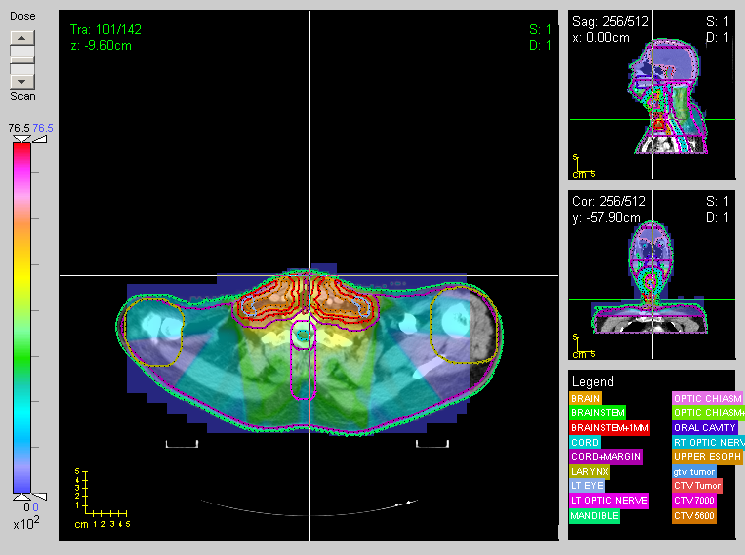 Dose
Scan
76.5 76.5
0 0
x10²
Tra: 101/142
z: -9.60cm
S: 1
D: 1
5
4
3
2
1
cm 1 2 3 4 5
Sag: 256/512
x: 0.00cm
S: 1
D: 1
5
cm 5
Cor: 256/512
y: -57.90cm
S: 1
D: 1
5
cm 5
Legend
BRAIN
BRAINSTEM
BRAINSTEM+1MM
CORD
CORD+MARGIN
LARYNX
LT EYE
LT OPTIC NERVE
MANDIBLE
OPTIC CHIASM
OPTIC CHIASM+
ORAL CAVITY
RT OPTIC NERV
UPPER ESOPH
gtv tumor
CTV Tumor
CTV 7000
CTV 5600